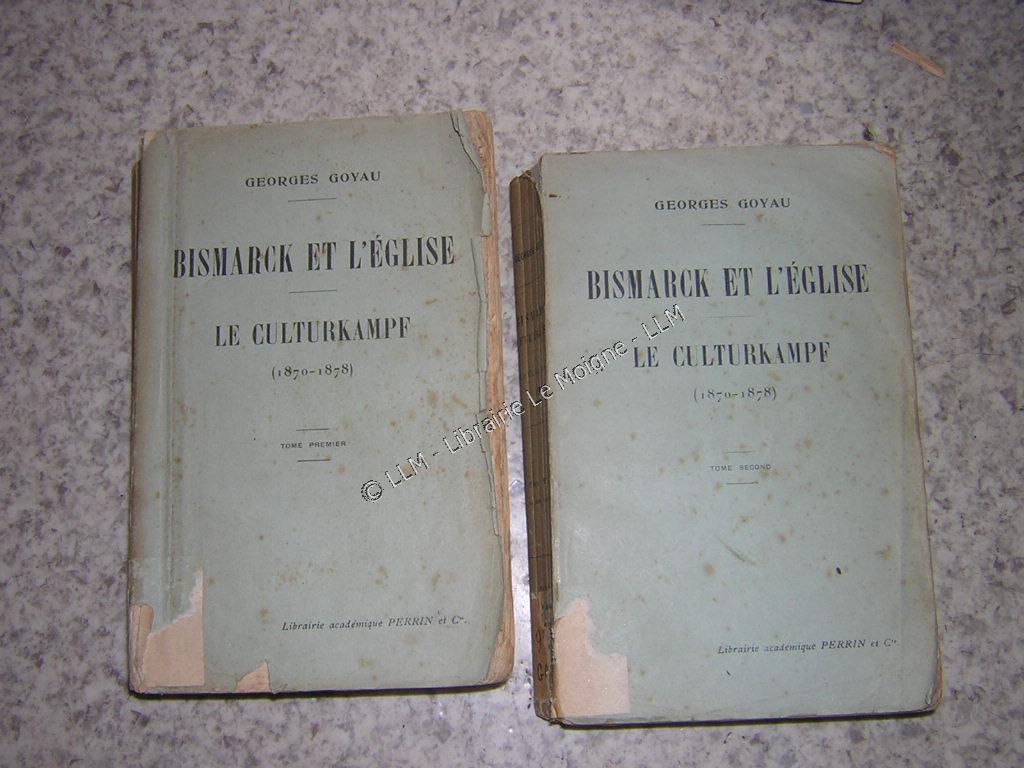 GEORGES GOYAU
BISMARCK ET L'ÉGLISE
LE CULTURKAMPF
(1870-1878)
TOME PREMIER
Librairie académique PERRIN et Cie.
GEORGES GOYAU
BISMARCK ET L'ÉGLISE
LE CULTURKAMPF
(1870-1878)
TOME SECOND
Librairie académique PERRIN et Cie.
© LLM - Librairie Le Moigne - LLM